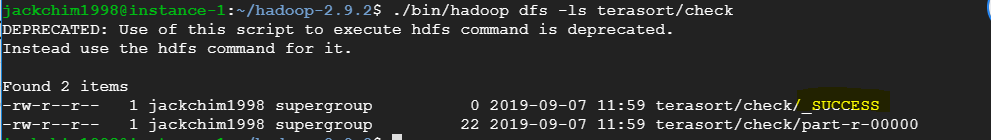 jackchim1998@instance-1:~/hadoop-2.9.2$ ./bin/hadoop dfs -ls terasort/check
DEPRECATED: Use of this script to execute hdfs command is deprecated.
Instead use the hdfs command for it.
Found 2 items
-rw-r--r-- 1 jackchim1998 supergroup 0 2019-09-07 11:59 terasort/check/_SUCCESS
-rw-r--r-- 1 jackchim1998 supergroup 22 2019-09-07 11:59 terasort/check/part-r-00000